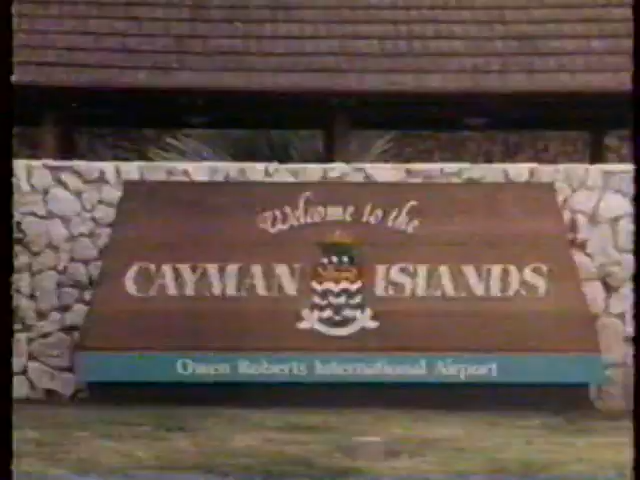 Welcome to the
CAYMAN ISLANDS
Owen Roberts International Airport